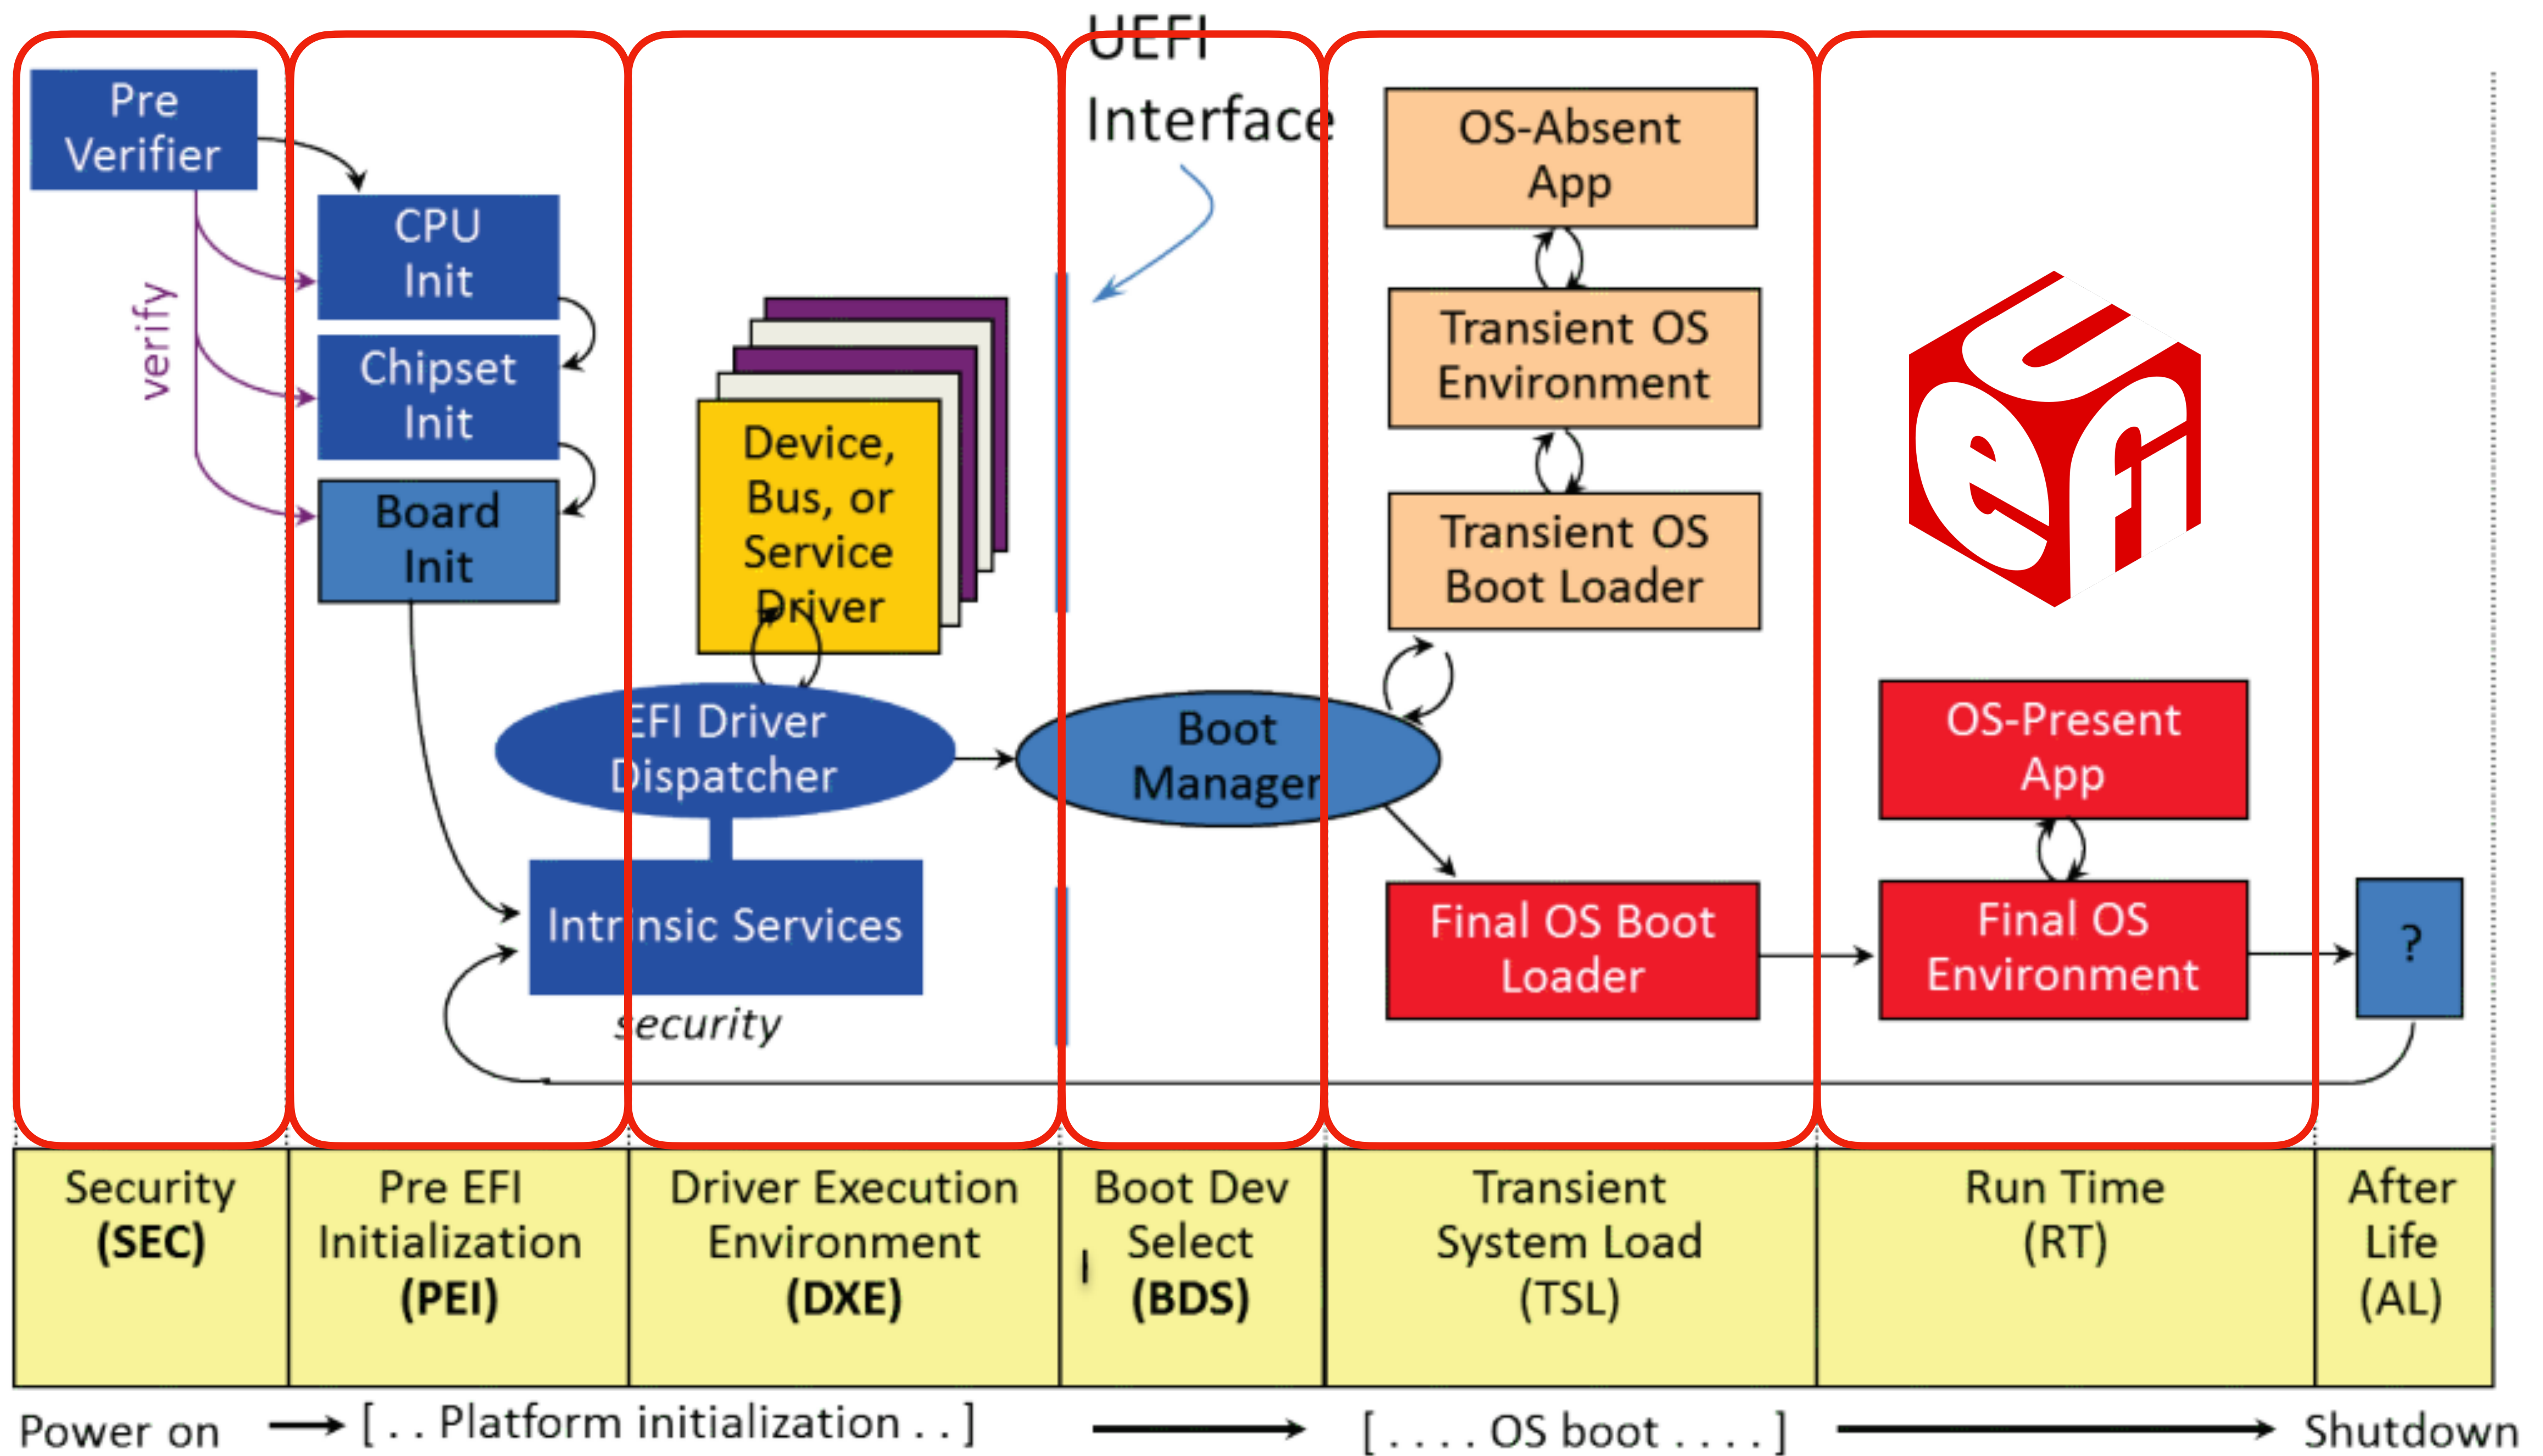 UEFI
Interface
Pre
Verifier
verify
CPU
Init
Chipset
Init
Board
Init
Device,
Bus, or
Service
Driver
EFI Driver
Dispatcher
Intrinsic Services
security
Boot
Manager
OS-Absent
App
Transient OS
Environment
Transient OS
Boot Loader
Final OS Boot
Loader
UEFI
OS-Present
App
Final OS
Environment
?
Security
(SEC)
Pre EFI
Initialization
(PEI)
Driver Execution
Environment
(DXE)
Boot Dev
Select
(BDS)
Transient
System Load
(TSL)
Run Time
(RT)
After
Life
(AL)
Power on
[ . . Platform initialization . . ]
[ . . . . OS boot . . . . ]
Shutdown